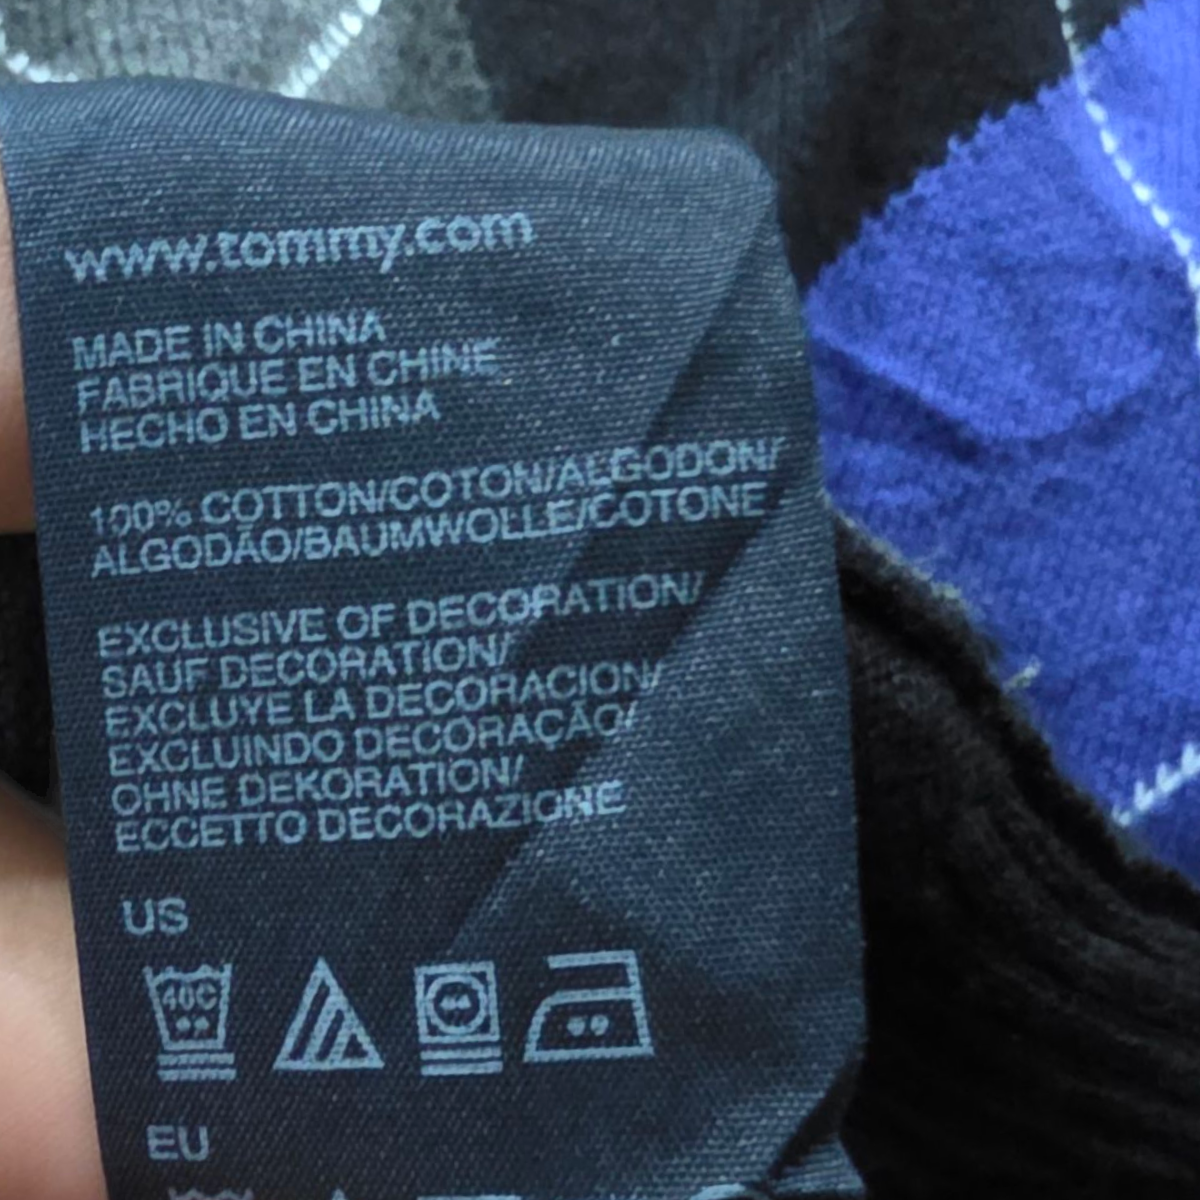 www.tommy.com
MADE IN CHINA
FABRIQUE EN CHINE
HECHO EN CHINA
100% COTTON/COTON/ALGODON/
ALGODÃO/BAUMWOLLE/COTONE
EXCLUSIVE OF DECORATION/
SAUF DECORATION/
EXCLUYE LA DECORACION/
EXCLUINDO DECORAÇÃO/
OHNE DEKORATION/
ECCETTO DECORAZIONE
US
40C
EU